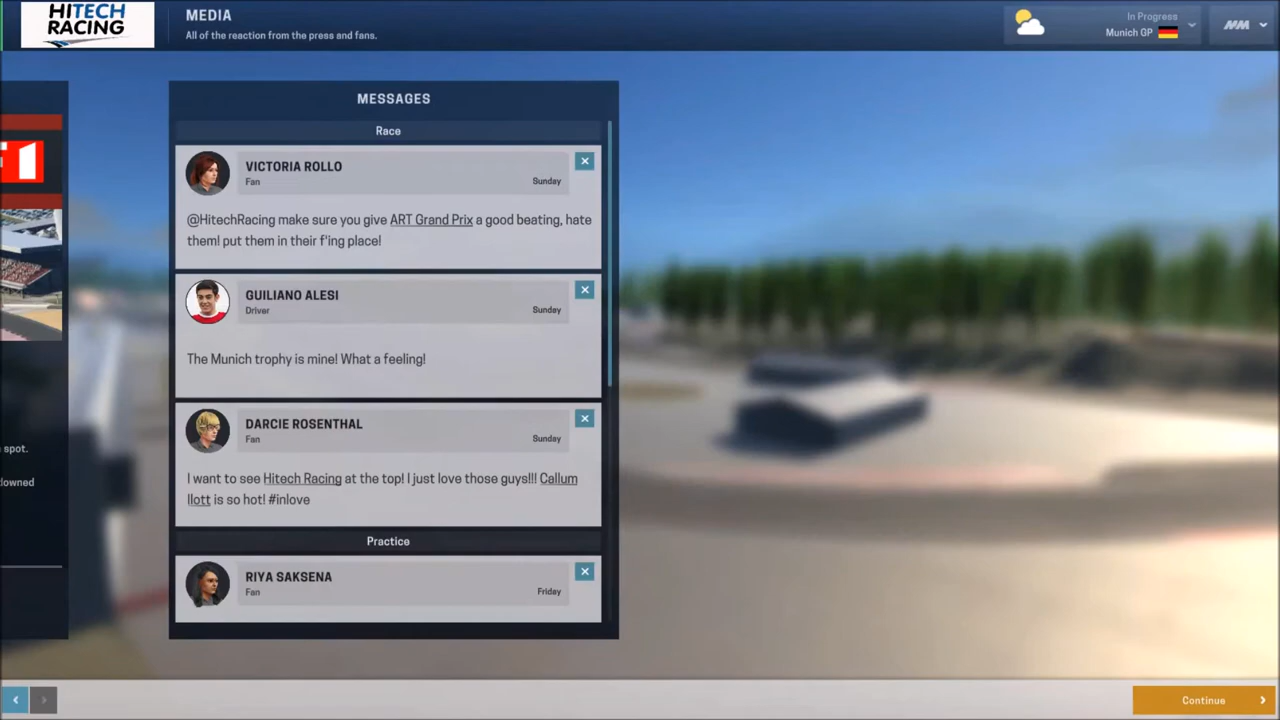 HITECH
RACING
MEDIA
All of the reaction from the press and fans.
In Progress
Munich GP
MESSAGES
Race
VICTORIA ROLLO
Fan
Sunday
@HitechRacing make sure you give ART Grand Prix a good beating, hate
them! put them in their f'ing place!
GUILIANO ALESI
Driver
Sunday
The Munich trophy is mine! What a feeling!
DARCIE ROSENTHAL
Fan
Sunday
I want to see Hitech Racing at the top! I just love those guys!!! Callum
Ilott is so hot! #inlove
Practice
RIYA SAKSENA
Fan
Friday
1
spot.
Continue